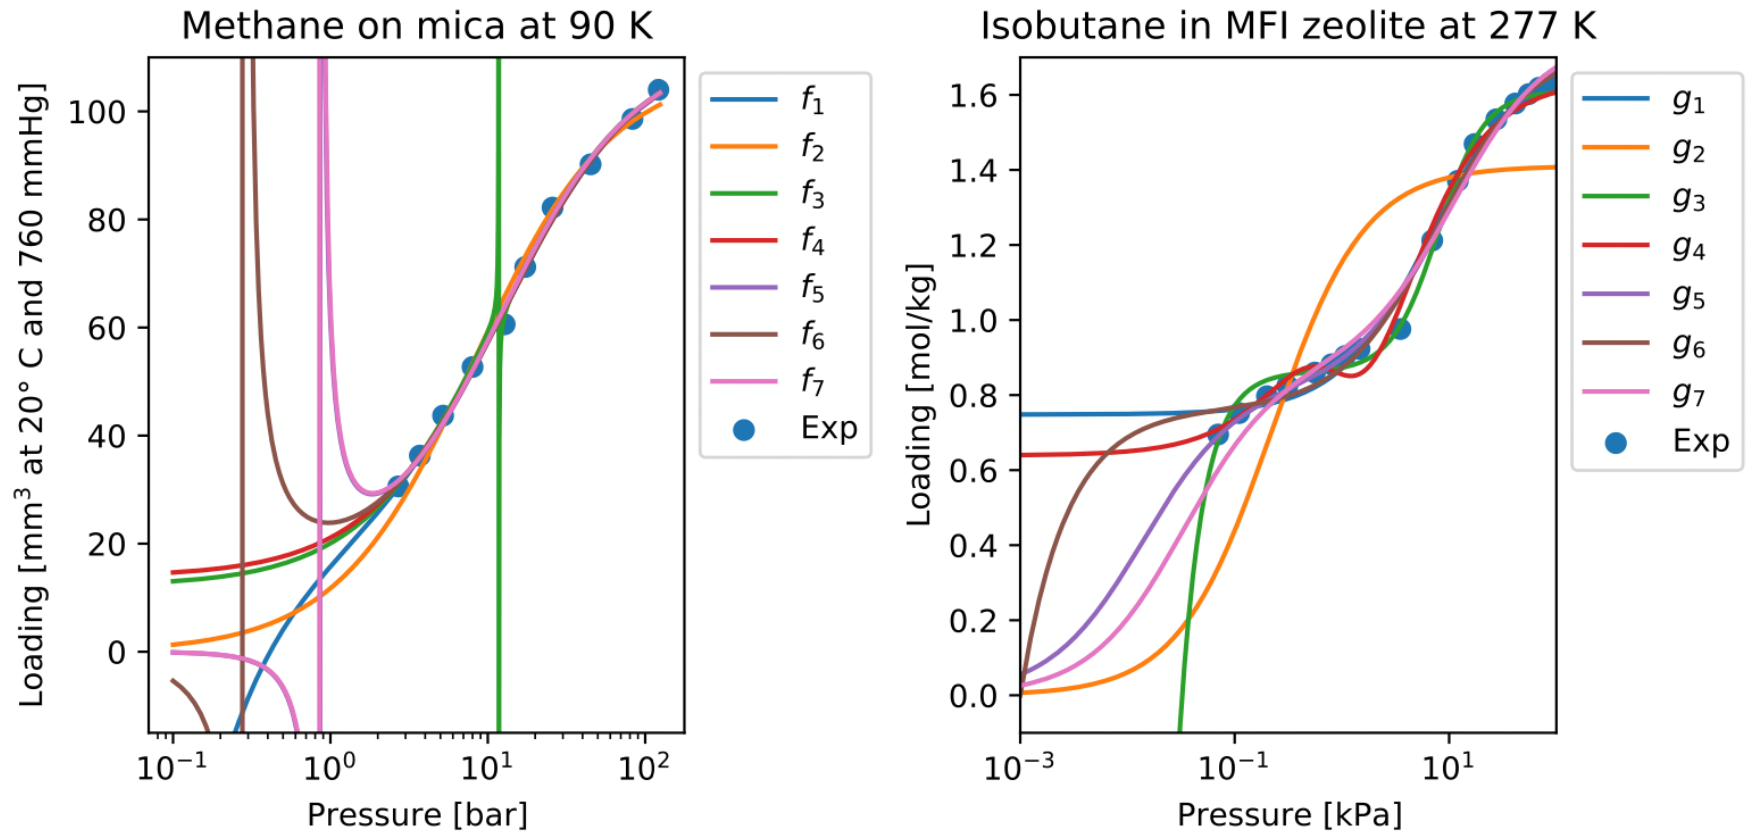 Methane on mica at 90 K
Loading [mm³ at 20° C and 760 mmHg]
100
80
60
40
20
0
10⁻¹ 10⁰ 10¹ 10²
Pressure [bar]
f₁
f₂
f₃
f₄
f₅
f₆
f₇
Exp
Isobutane in MFI zeolite at 277 K
Loading [mol/kg]
1.6
1.4
1.2
1.0
0.8
0.6
0.4
0.2
0.0
10⁻³ 10⁻¹ 10¹
Pressure [kPa]
g₁
g₂
g₃
g₄
g₅
g₆
g₇
Exp